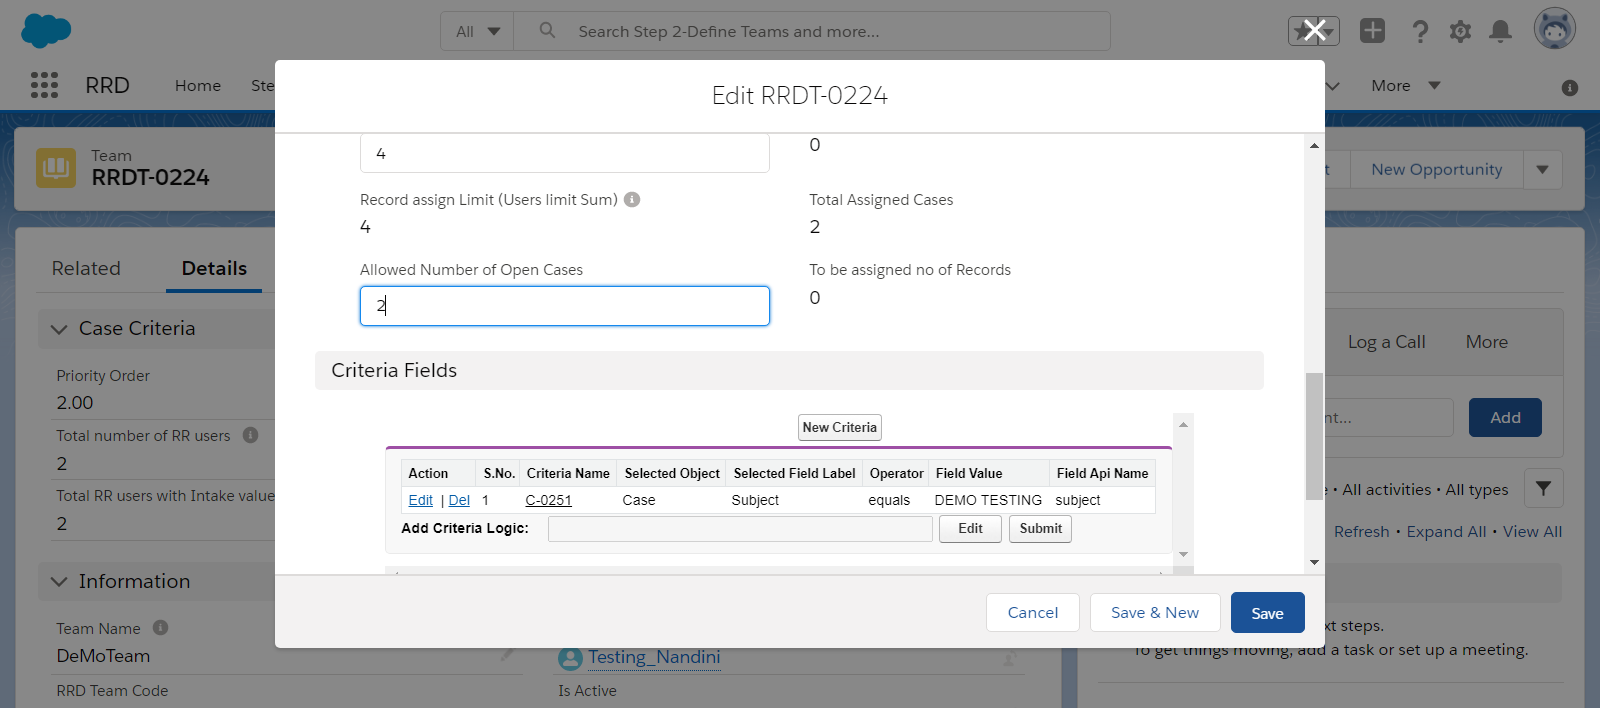 All
Search Step 2-Define Teams and more...
RRD
Home
More
Edit RRDT-0224
Team
RRDT-0224
New Opportunity
4
0
Record assign Limit (Users limit Sum)
Total Assigned Cases
4
2
Allowed Number of Open Cases
To be assigned no of Records
2
0
Related
Details
Case Criteria
Priority Order
2.00
Total number of RR users
2
Total RR users with Intake value
2
Information
Team Name
DeMoTeam
RRD Team Code
Criteria Fields
New Criteria
Action S.No. Criteria Name Selected Object Selected Field Label Operator Field Value Field Api Name
Edit | Del 1 C-0251 Case Subject equals DEMO TESTING subject
Add Criteria Logic:
Edit
Submit
Cancel
Save & New
Save
Testing_Nandini
Is Active
Log a Call
More
Add
• All activities • All types
Refresh • Expand All • View All
steps.
To get things moving, add a task or set up a meeting.